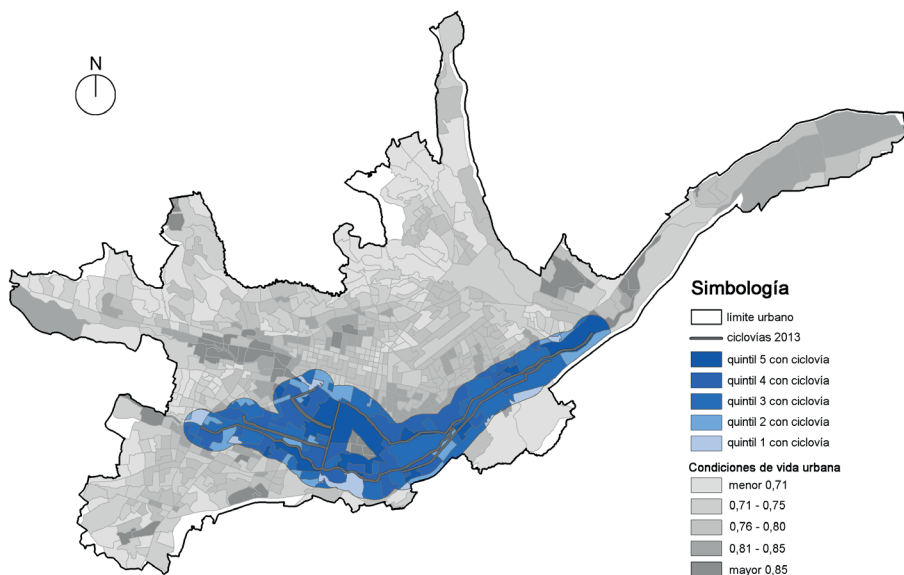 N
Simbología
límite urbano
ciclovías 2013
quintil 5 con ciclovía
quintil 4 con ciclovía
quintil 3 con ciclovía
quintil 2 con ciclovía
quintil 1 con ciclovía
Condiciones de vida urbana
menor 0,71
0,71 - 0,75
0,76 - 0,80
0,81 - 0,85
mayor 0,85